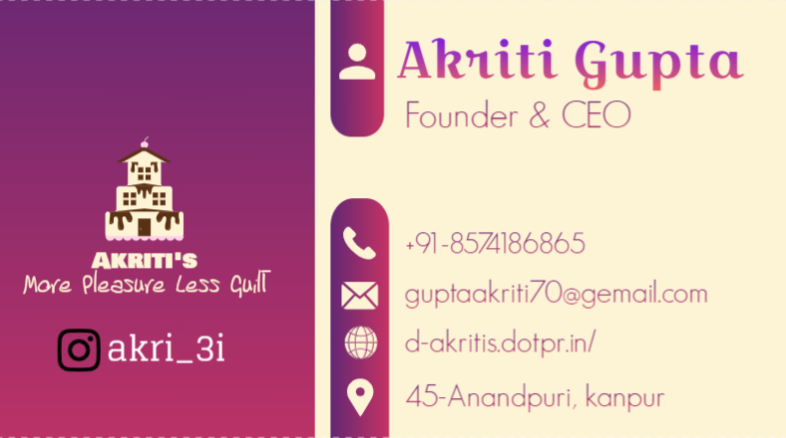 AKRITI'S
More Pleasure Less Guilt
akri_3i
Akriti Gupta
Founder & CEO
+91-8574186865
guptaakriti70@gemail.com
d-akritis.dotpr.in/
45-Anandpuri, kanpur